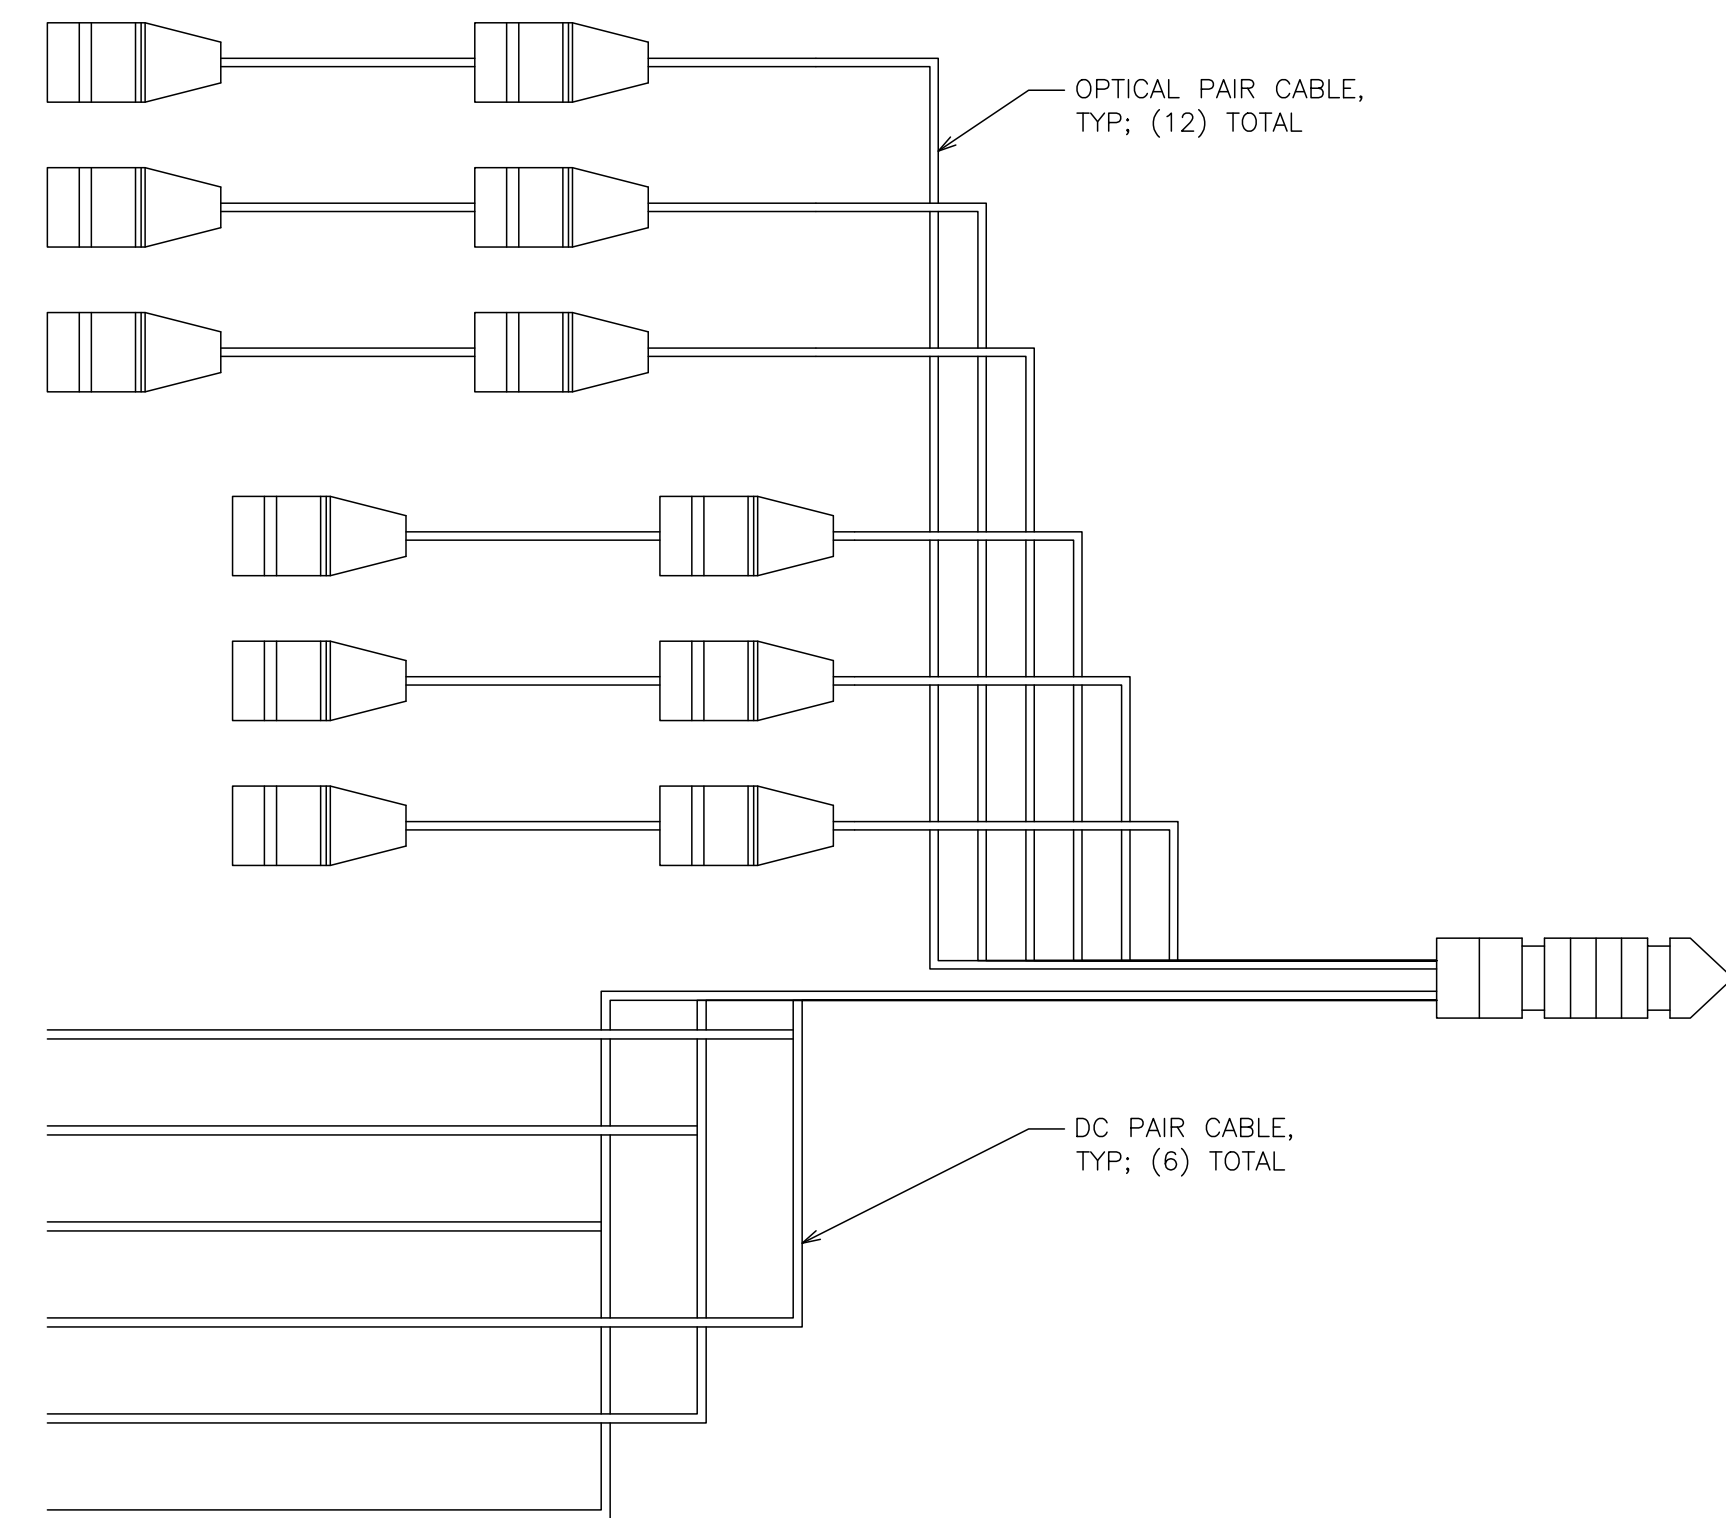 OPTICAL PAIR CABLE,
TYP; (12) TOTAL
DC PAIR CABLE,
TYP; (6) TOTAL